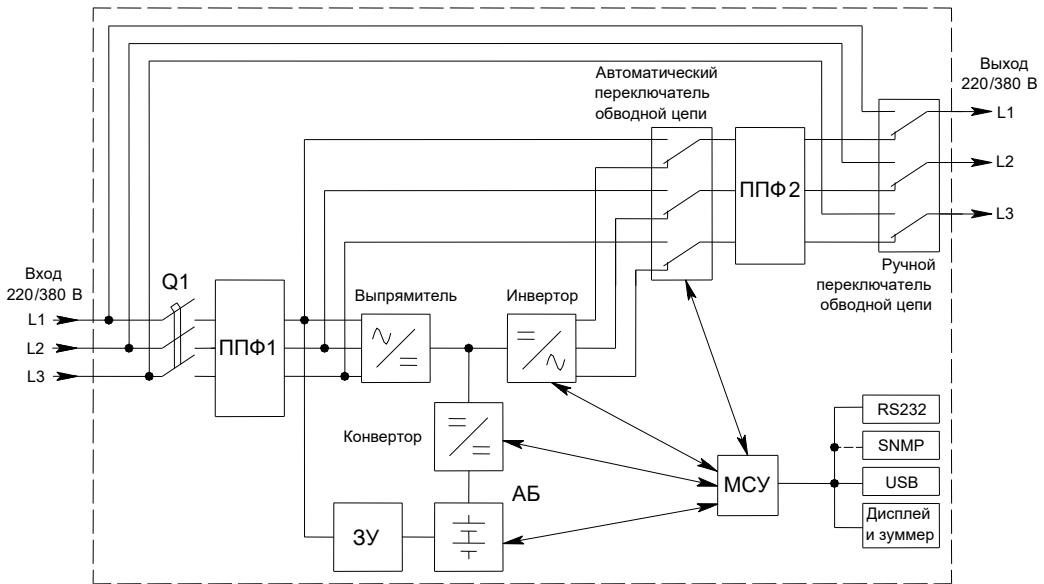 Автоматический
переключатель
обводной цепи
Выход
220/380 В
L1
L2
L3
ППФ2
Ручной
переключатель
обводной цепи
Вход
220/380 В
L1
L2
L3
Q1
ППФ1
Выпрямитель
Инвертор
Конвертор
АБ
ЗУ
МСУ
RS232
SNMP
USB
Дисплей
и зуммер